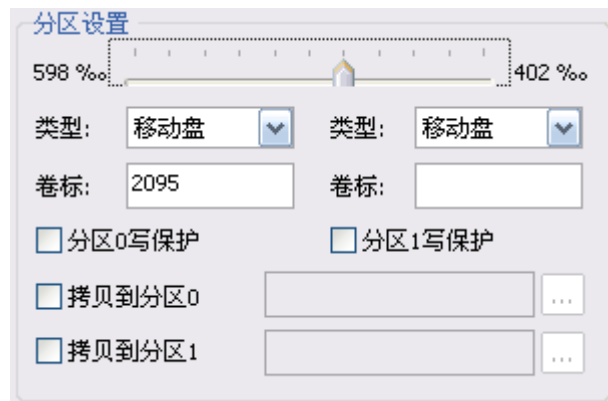 分区设置
598 ‱ 402 ‱
类型: 移动盘 类型: 移动盘
卷标: 2095 卷标:
分区0写保护 分区1写保护
拷贝到分区0 ...
拷贝到分区1 ...